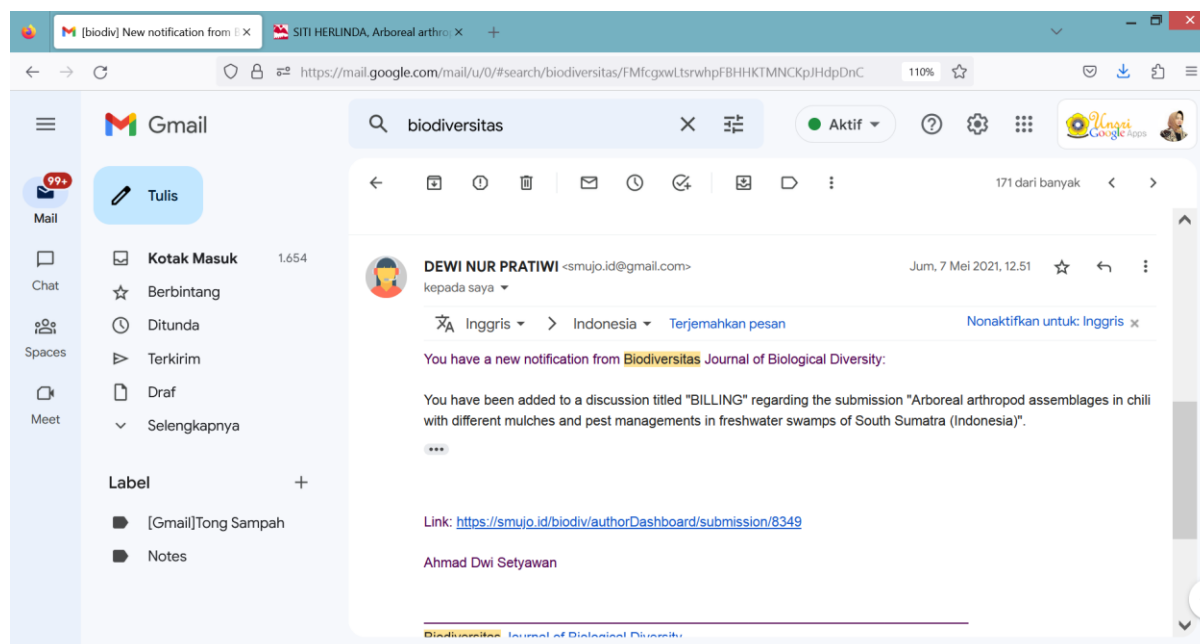 [biodiv] New notification from B
SITI HERLINDA, Arboreal arthrop
https://mail.google.com/mail/u/0/#search/biodiversitas/FMfcgxwLtsrwhpFBHHKTMNCKpJHdpDnC
110%
Gmail
biodiversitas
Aktif
Unsri
Google Apps
99+
Mail
Chat
Spaces
Meet
Tulis
Kotak Masuk 1.654
Berbintang
Ditunda
Terkirim
Draf
Selengkapnya
Label
[Gmail]Tong Sampah
Notes
171 dari banyak
DEWI NUR PRATIWI <smujo.id@gmail.com>
Jum, 7 Mei 2021, 12.51
kepada saya
Inggris > Indonesia Terjemahkan pesan
Nonaktifkan untuk: Inggris x
You have a new notification from Biodiversitas Journal of Biological Diversity:
You have been added to a discussion titled "BILLING" regarding the submission "Arboreal arthropod assemblages in chili
with different mulches and pest managements in freshwater swamps of South Sumatra (Indonesia)".
Link: https://smujo.id/biodiv/authorDashboard/submission/8349
Ahmad Dwi Setyawan
Biodiversitas Journal of Biological Diversity